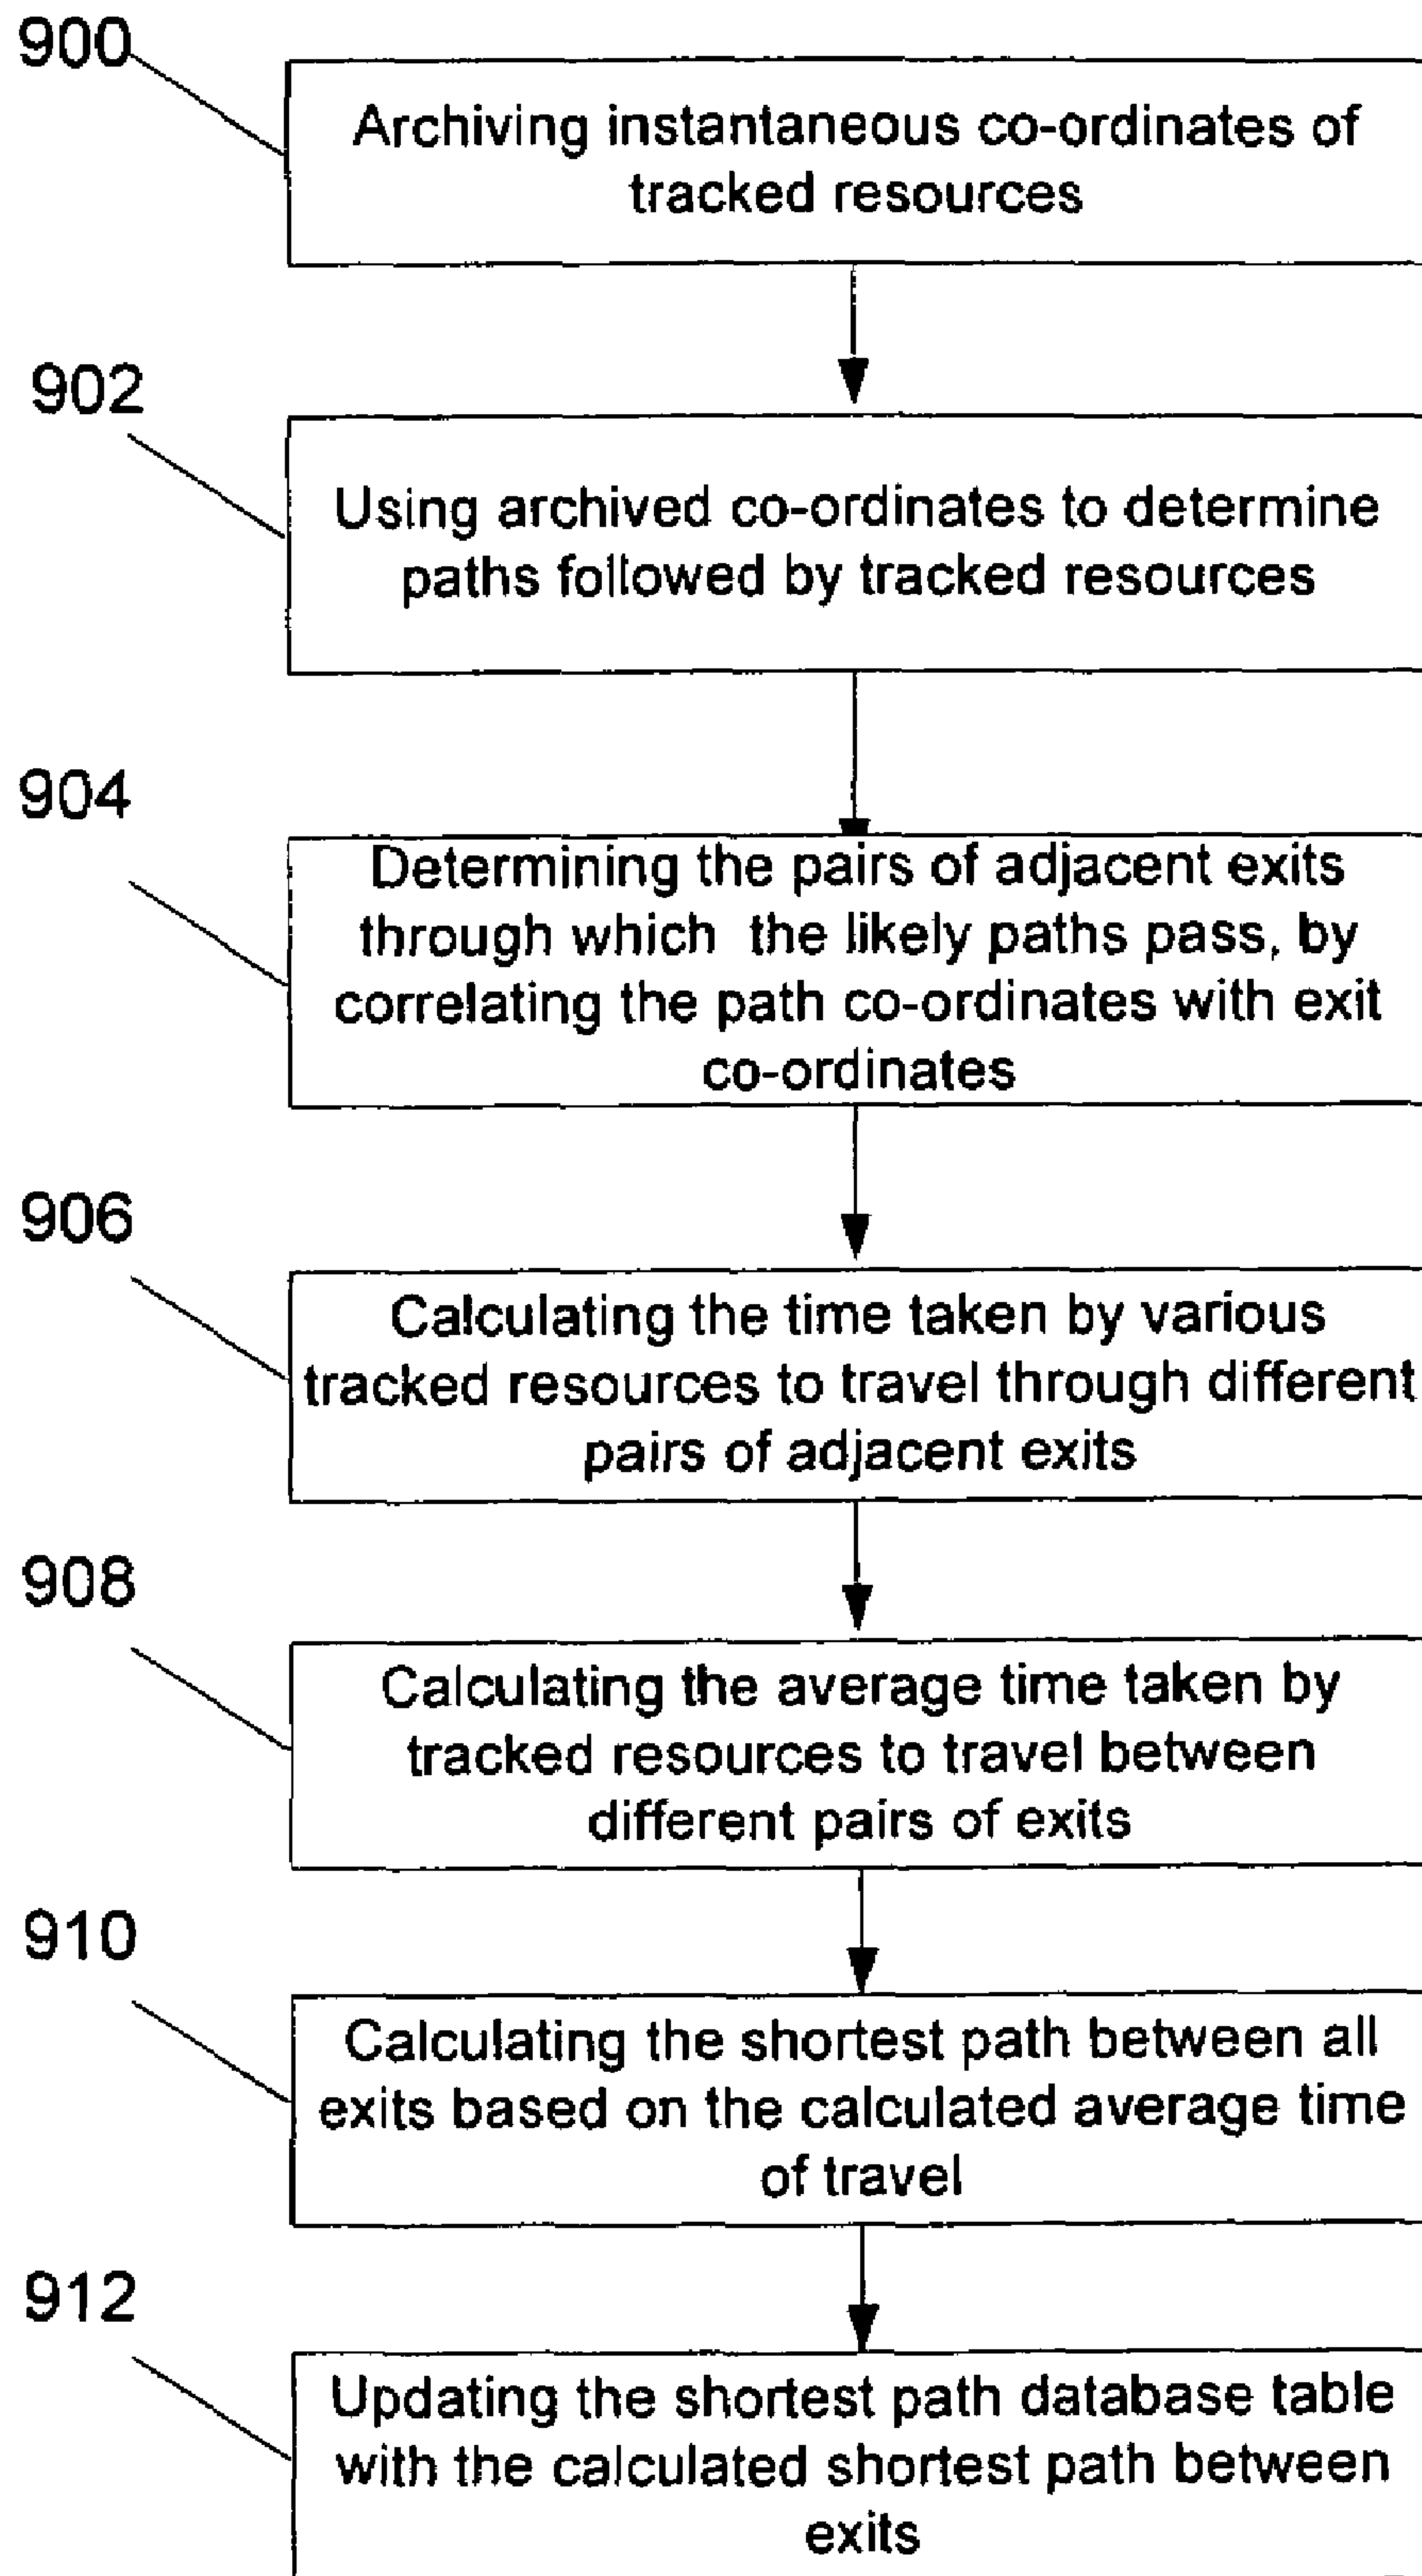 900
Archiving instantaneous co-ordinates of
tracked resources
902
Using archived co-ordinates to determine
paths followed by tracked resources
904
Determining the pairs of adjacent exits
through which the likely paths pass, by
correlating the path co-ordinates with exit
co-ordinates
906
Calculating the time taken by various
tracked resources to travel through different
pairs of adjacent exits
908
Calculating the average time taken by
tracked resources to travel between
different pairs of exits
910
Calculating the shortest path between all
exits based on the calculated average time
of travel
912
Updating the shortest path database table
with the calculated shortest path between
exits